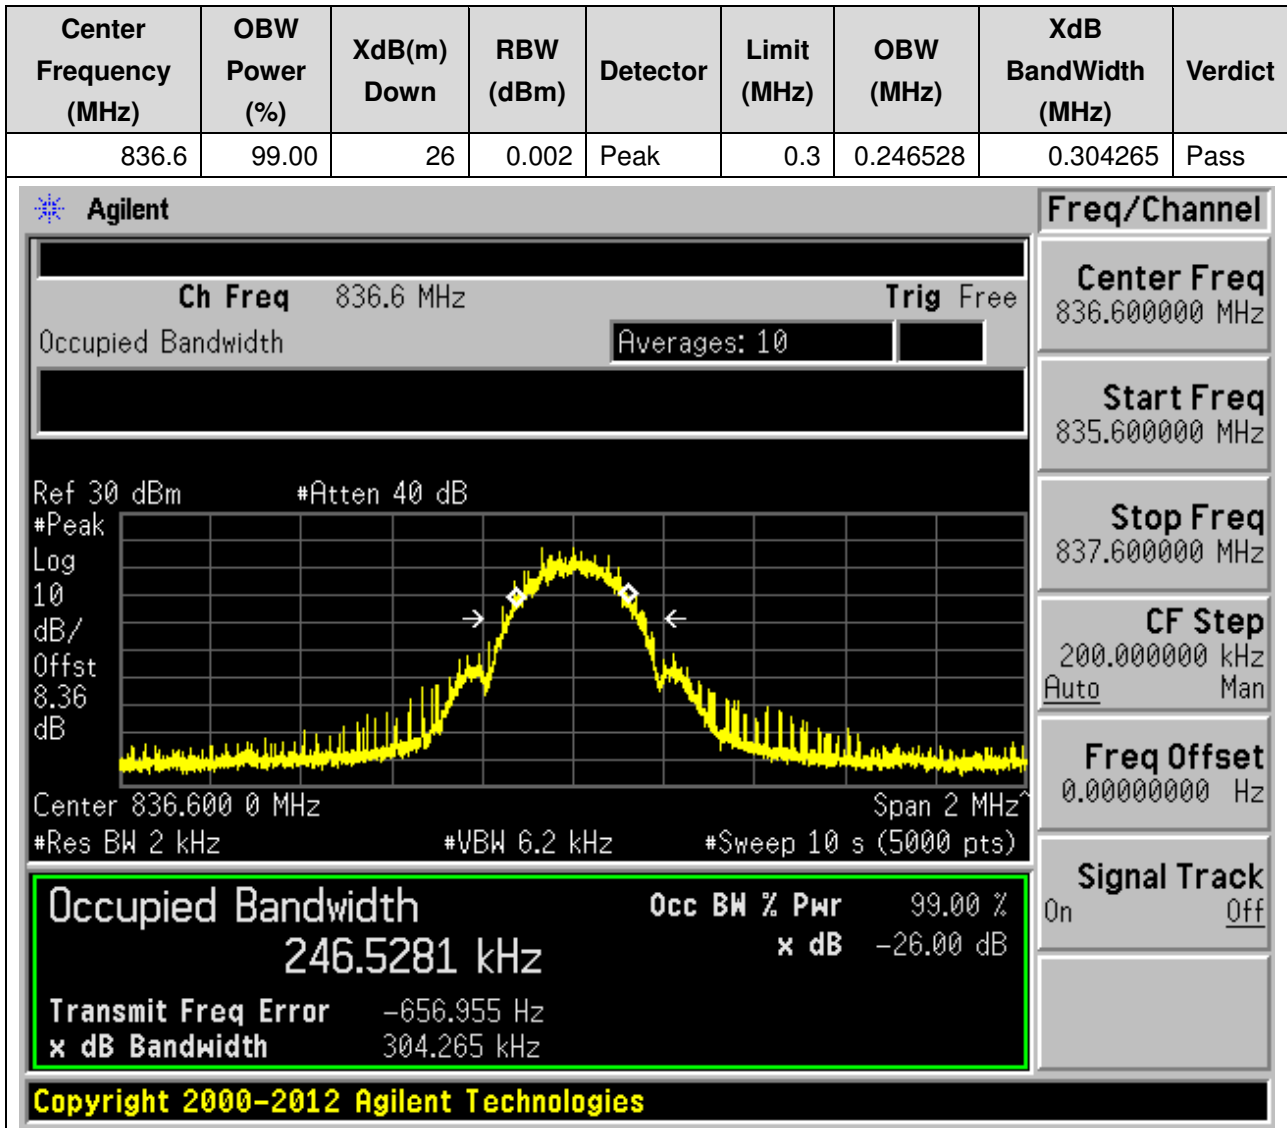 Center Frequency (MHz) OBW Power (%) XdB(m) Down RBW (dBm) Detector Limit (MHz) OBW (MHz) XdB BandWidth (MHz) Verdict
836.6 99.00 26 0.002 Peak 0.3 0.246528 0.304265 Pass
Agilent
Freq/Channel
Ch Freq 836.6 MHz Trig Free
Occupied Bandwidth Averages: 10
Center Freq
836.600000 MHz
Start Freq
835.600000 MHz
Stop Freq
837.600000 MHz
CF Step
200.000000 kHz
Auto Man
Freq Offset
0.00000000 Hz
Signal Track
On Off
Ref 30 dBm #Atten 40 dB
#Peak
Log
10
dB/
Offst
8.36
dB
Center 836.600 0 MHz Span 2 MHz^
#Res BW 2 kHz #VBW 6.2 kHz #Sweep 10 s (5000 pts)
Occupied Bandwidth
246.5281 kHz
Occ BW % Pwr 99.00 %
x dB -26.00 dB
Transmit Freq Error -656.955 Hz
x dB Bandwidth 304.265 kHz
Copyright 2000-2012 Agilent Technologies